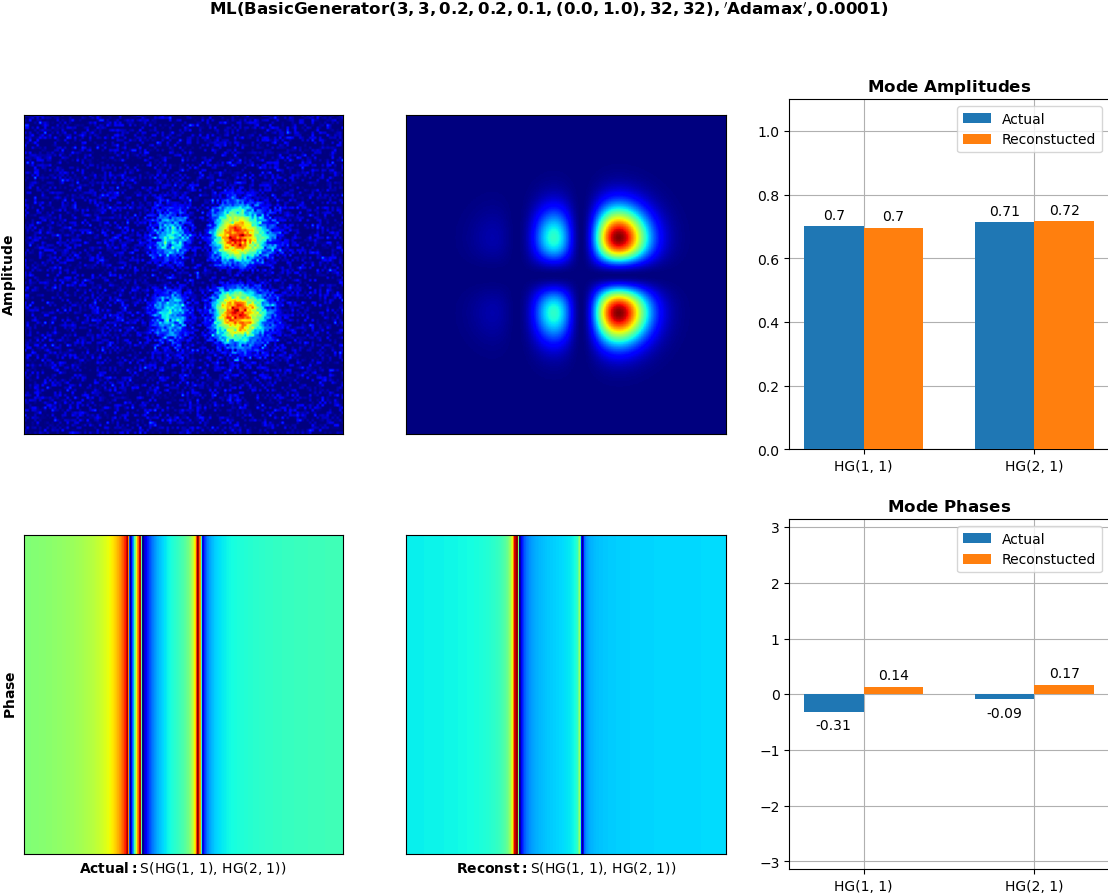 ML(BasicGenerator(3, 3, 0.2, 0.2, 0.1, (0.0, 1.0), 32, 32), ′Adamax′, 0.0001)
Amplitude
Mode Amplitudes
Actual
Reconstucted
1.0
0.8
0.6
0.4
0.2
0.0
0.7
0.7
0.71
0.72
HG(1, 1)
HG(2, 1)
Phase
Actual: S(HG(1, 1), HG(2, 1))
Reconst: S(HG(1, 1), HG(2, 1))
Mode Phases
Actual
Reconstucted
3
2
1
0
−1
−2
−3
-0.31
0.14
-0.09
0.17
HG(1, 1)
HG(2, 1)